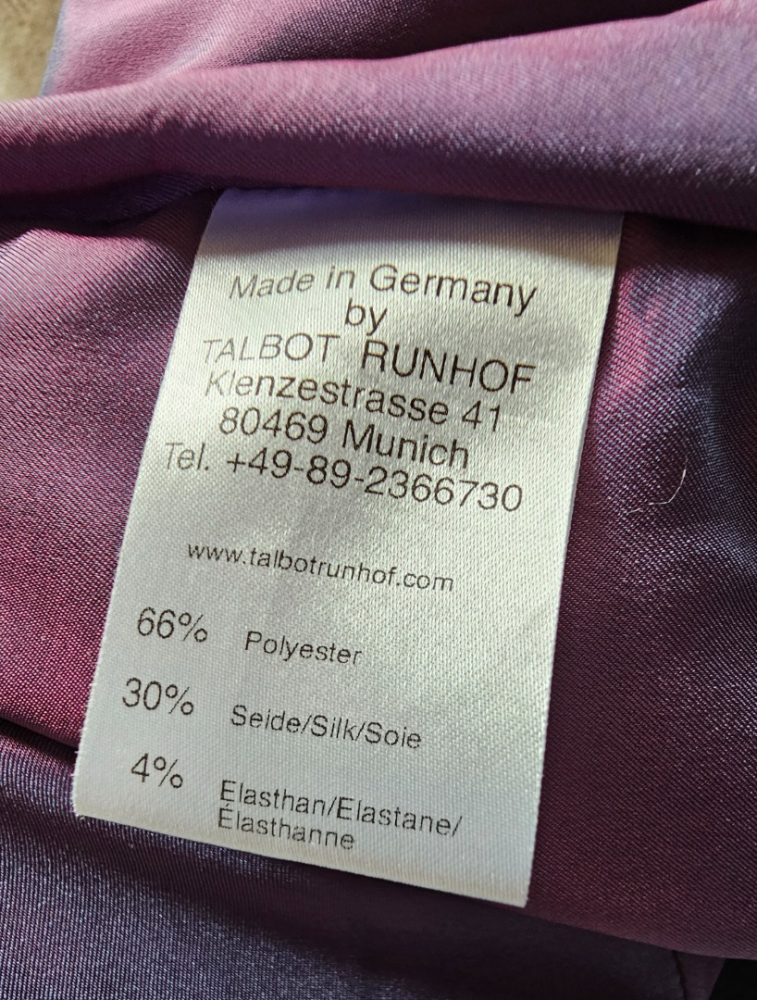 Made in Germany
by
TALBOT RUNHOF
Klenzestrasse 41
80469 Munich
Tel. +49-89-2366730
www.talbotrunhof.com
66% Polyester
30% Seide/Silk/Soie
4% Elasthan/Elastane/
Élasthanne